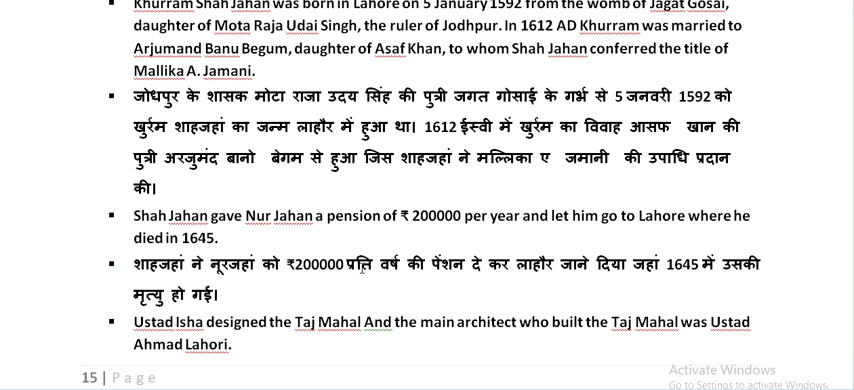 Khurram Shah Jahan was born in Lahore on 5 January 1592 from the womb of Jagat Gosai,
daughter of Mota Raja Udai Singh, the ruler of Jodhpur. In 1612 AD Khurram was married to
Arjumand Banu Begum, daughter of Asaf Khan, to whom Shah Jahan conferred the title of
Mallika A. Jamani.
▪ जोधपुर के शासक मोटा राजा उदय सिंह की पुत्री जगत गोसाई के गर्भ से 5 जनवरी 1592 को
खुर्रम शाहजहां का जन्म लाहौर में हुआ था। 1612 ईस्वी में खुर्रम का विवाह आसफ खान की
पुत्री अरजुमंद बानो बेगम से हुआ जिस शाहजहां ने मल्लिका ए जमानी की उपाधि प्रदान
की।
▪ Shah Jahan gave Nur Jahan a pension of ₹ 200000 per year and let him go to Lahore where he
died in 1645.
▪ शाहजहां ने नूरजहां को ₹200000 प्रति वर्ष की पेंशन दे कर लाहौर जाने दिया जहां 1645 में उसकी
मृत्यु हो गई।
▪ Ustad Isha designed the Taj Mahal And the main architect who built the Taj Mahal was Ustad
Ahmad Lahori.
15 | Page
Activate Windows
Go to Settings to activate Windows.